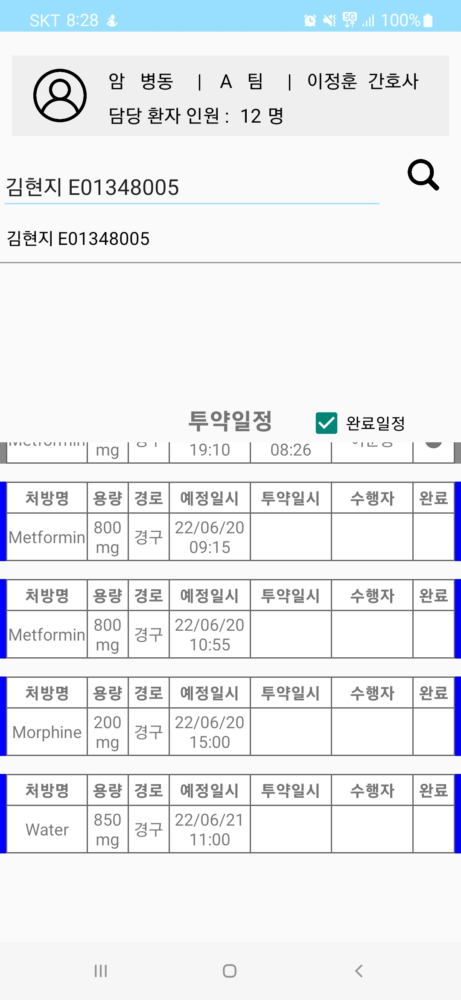 SKT 8:28 5G 100%
암 병동 | A 팀 | 이정훈 간호사
담당 환자 인원 : 12 명
김현지 E01348005
김현지 E01348005
투약일정 완료일정
Metformin mg 경구 19:10 08:26
처방명 용량 경로 예정일시 투약일시 수행자 완료
Metformin 800 mg 경구 22/06/20 09:15
처방명 용량 경로 예정일시 투약일시 수행자 완료
Metformin 800 mg 경구 22/06/20 10:55
처방명 용량 경로 예정일시 투약일시 수행자 완료
Morphine 200 mg 경구 22/06/20 15:00
처방명 용량 경로 예정일시 투약일시 수행자 완료
Water 850 mg 경구 22/06/21 11:00